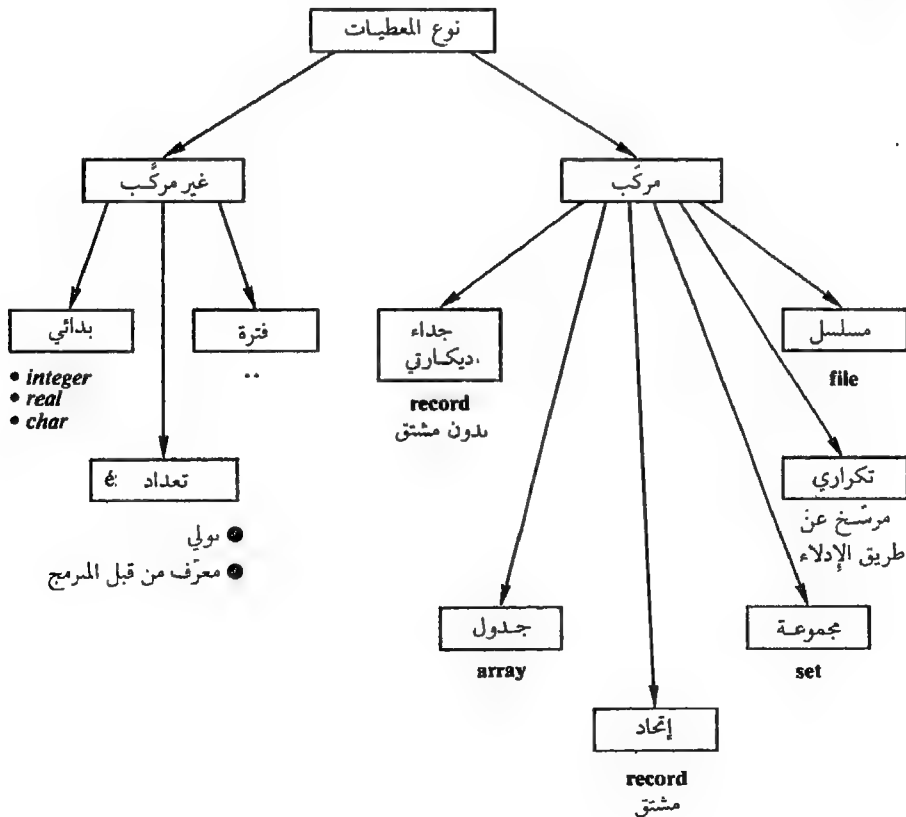 نوع المعطيات
غير مركَّب
مركَّب
بدائي
• integer
• real
• char
فترة
..
تعداد é:
● بولي
● معرّف من قبل المبرمج
جداء
ديكارتي
record
بدون مشتق
مسلسل
file
تكراري
مرسّخ عن
طريق الإدلاء
جدول
array
مجموعة
set
إتحاد
record
مشتق